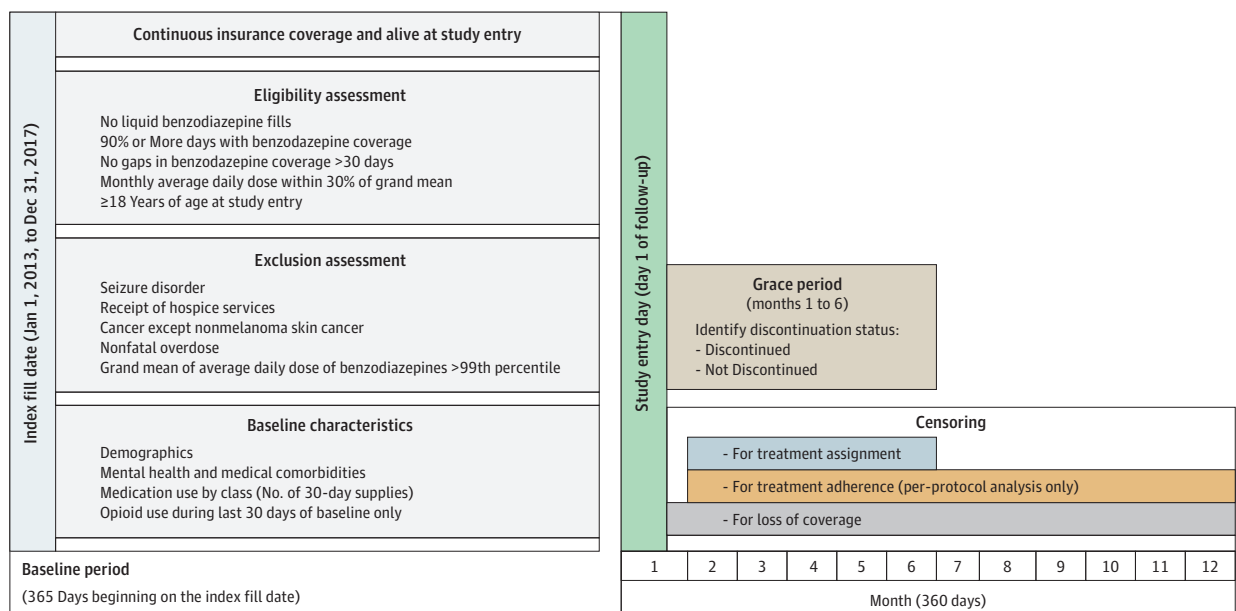 Index fill date (Jan 1, 2013, to Dec 31, 2017)
Continuous insurance coverage and alive at study entry
Eligibility assessment
No liquid benzodiazepine fills
90% or More days with benzodazepine coverage
No gaps in benzodazepine coverage >30 days
Monthly average daily dose within 30% of grand mean
≥18 Years of age at study entry
Exclusion assessment
Seizure disorder
Receipt of hospice services
Cancer except nonmelanoma skin cancer
Nonfatal overdose
Grand mean of average daily dose of benzodiazepines >99th percentile
Baseline characteristics
Demographics
Mental health and medical comorbidities
Medication use by class (No. of 30-day supplies)
Opioid use during last 30 days of baseline only
Baseline period
(365 Days beginning on the index fill date)
Study entry day (day 1 of follow-up)
Grace period
(months 1 to 6)
Identify discontinuation status:
- Discontinued
- Not Discontinued
Censoring
- For treatment assignment
- For treatment adherence (per-protocol analysis only)
- For loss of coverage
1 2 3 4 5 6 7 8 9 10 11 12
Month (360 days)